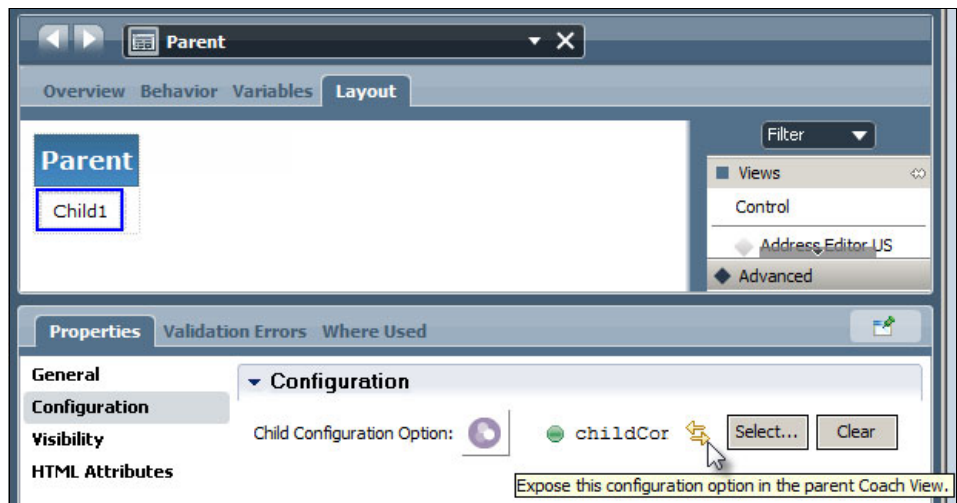 Parent
Overview Behavior Variables Layout
Parent
Child1
Filter
Views
Control
Address Editor US
Advanced
Properties Validation Errors Where Used
General
Configuration
Visibility
HTML Attributes
Configuration
Child Configuration Option: childCor Select... Clear
Expose this configuration option in the parent Coach View.